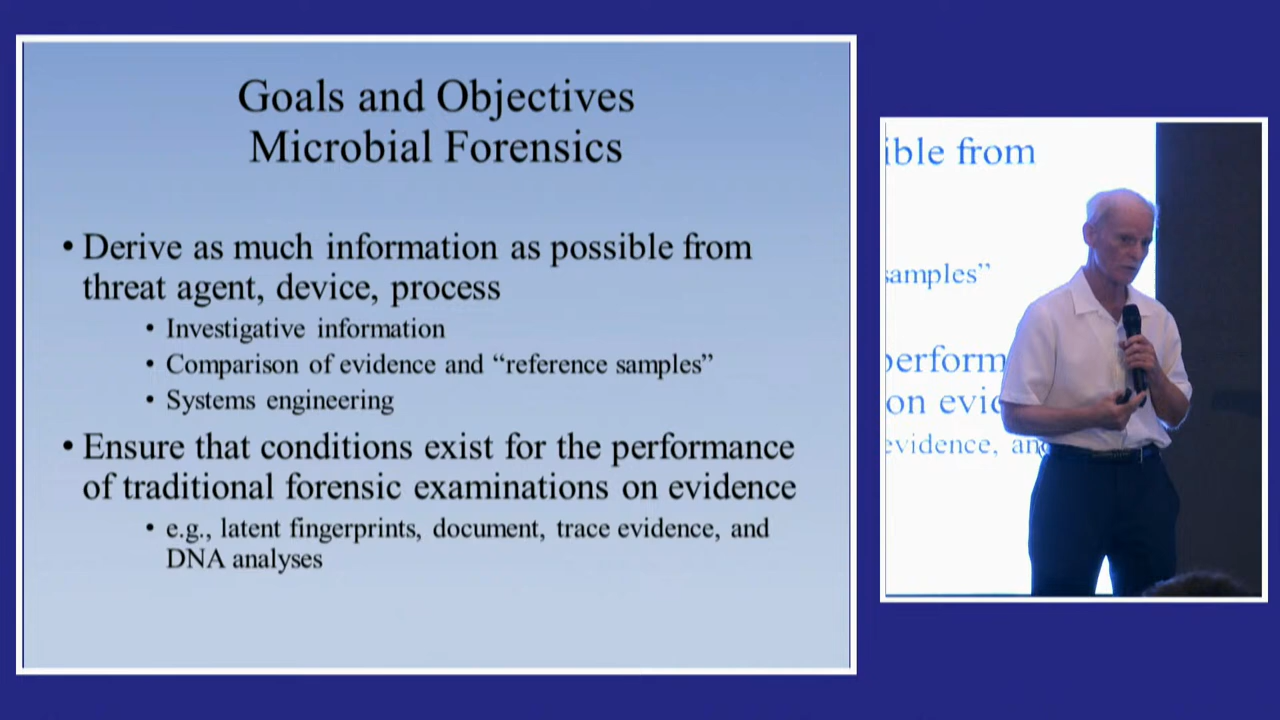 Goals and Objectives
Microbial Forensics
• Derive as much information as possible from
threat agent, device, process
• Investigative information
• Comparison of evidence and “reference samples”
• Systems engineering
• Ensure that conditions exist for the performance
of traditional forensic examinations on evidence
• e.g., latent fingerprints, document, trace evidence, and
DNA analyses
ible from
samples”
perform
on evid
evidence, and